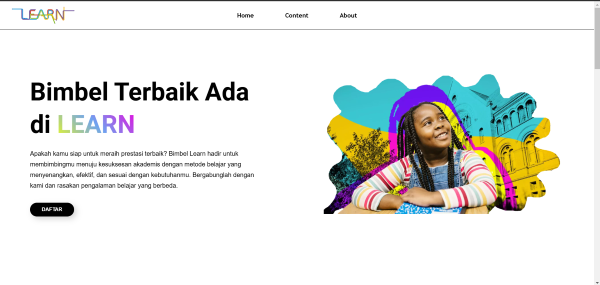 LEARN
Home Content About
Bimbel Terbaik Ada
di LEARN
Apakah kamu siap untuk meraih prestasi terbaik? Bimbel Learn hadir untuk
membimbingmu menuju kesuksesan akademis dengan metode belajar yang
menyenangkan, efektif, dan sesuai dengan kebutuhanmu. Bergabunglah dengan
kami dan rasakan pengalaman belajar yang berbeda.
DAFTAR